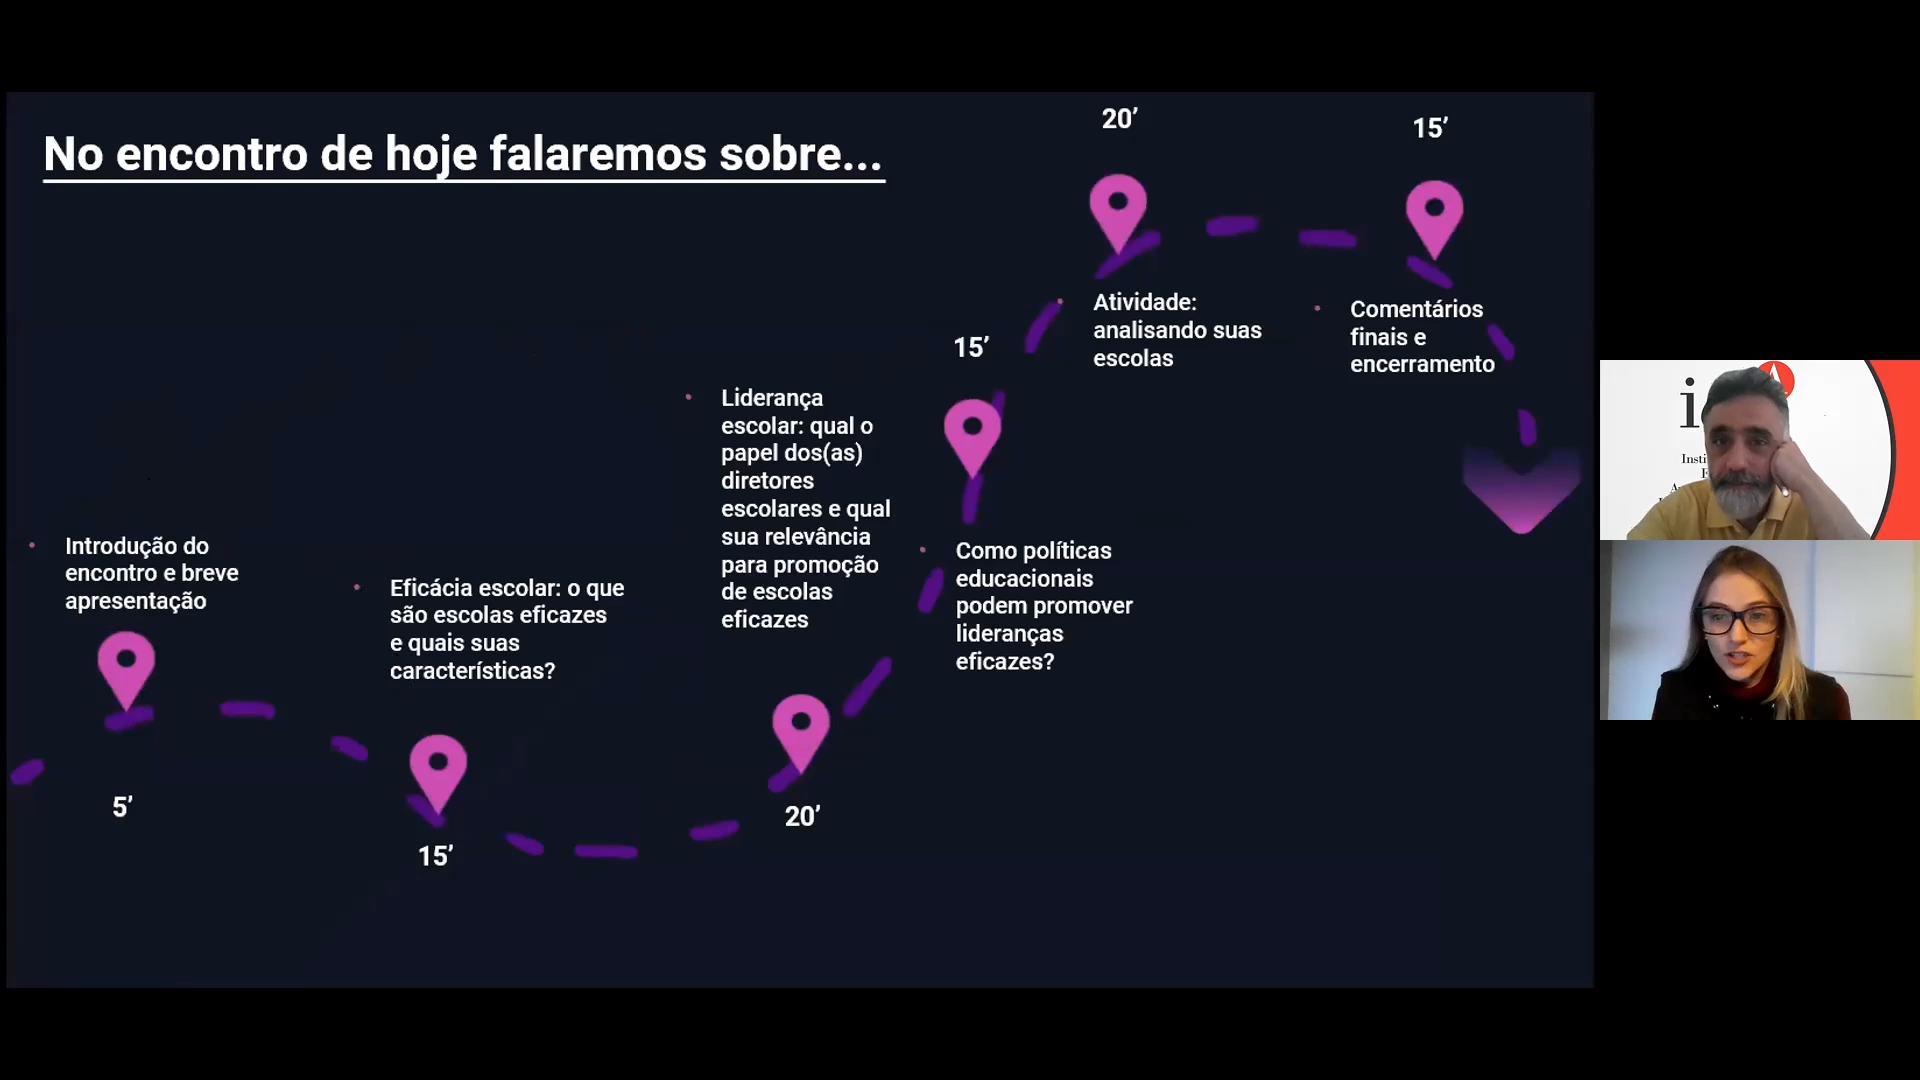 No encontro de hoje falaremos sobre...
Introdução do
encontro e breve
apresentação
5’
Eficácia escolar: o que
são escolas eficazes
e quais suas
características?
15’
Liderança
escolar: qual o
papel dos(as)
diretores
escolares e qual
sua relevância
para promoção
de escolas
eficazes
20’
15’
Como políticas
educacionais
podem promover
lideranças
eficazes?
20’
Atividade:
analisando suas
escolas
15’
Comentários
finais e
encerramento